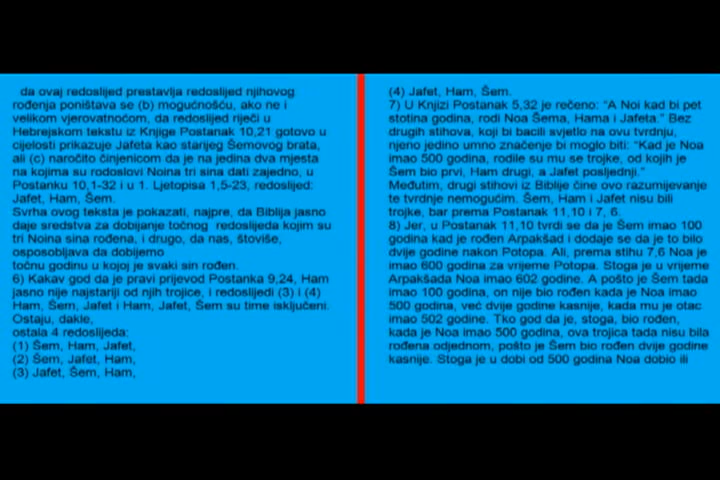 da ovaj redoslijed prestavlja redoslijed njihovog
rođenja poništava se (b) mogućnošću, ako ne i
velikom vjerovatnoćom, da redoslijed riječi u
Hebrejskom tekstu iz Knjige Postanak 10,21 gotovo u
cijelosti prikazuje Jafeta kao starijeg Šemovog brata,
ali (c) naročito činjenicom da je na jedina dva mjesta
na kojima su rodoslovi Noina tri sina dati zajedno, u
Postanku 10,1-32 i u 1. Ljetopisa 1,5-23, redoslijed:
Jafet, Ham, Šem.
Svrha ovog teksta je pokazati, najpre, da Biblija jasno
daje sredstva za dobijanje točnog redoslijeda kojim su
tri Noina sina rođena, i drugo, da nas, štoviše,
osposobljava da dobijemo
točnu godinu u kojoj je svaki sin rođen.
6) Kakav god da je pravi prijevod Postanka 9,24, Ham
jasno nije najstariji od njih trojice, i redoslijedi (3) i (4)
Ham, Šem, Jafet i Ham, Jafet, Šem su time isključeni.
Ostaju, dakle,
ostala 4 redoslijeda:
(1) Šem, Ham, Jafet,
(2) Šem, Jafet, Ham,
(3) Jafet, Šem, Ham,
(4) Jafet, Ham, Šem.
7) U Knjizi Postanak 5,32 je rečeno: “A Noi kad bi pet
stotina godina, rodi Noa Šema, Hama i Jafeta.” Bez
drugih stihova, koji bi bacili svjetlo na ovu tvrdnju,
njeno jedino umno značenje bi moglo biti: “Kad je Noa
imao 500 godina, rodile su mu se trojke, od kojih je
Šem bio prvi, Ham drugi, a Jafet posljednji.”
Međutim, drugi stihovi iz Biblije čine ovo razumijevanje
te tvrdnje nemogućim. Šem, Ham i Jafet nisu bili
trojke, bar prema Postanak 11,10 i 7, 6.
8) Jer, u Postanak 11,10 tvrdi se da je Šem imao 100
godina kad je rođen Arpakšad i dodaje se da je to bilo
dvije godine nakon Potopa. Ali, prema stihu 7,6 Noa je
imao 600 godina za vrijeme Potopa. Stoga je u vrijeme
Arpakšada Noa imao 602 godine. A pošto je Šem tada
imao 100 godina, on nije bio rođen kada je Noa imao
500 godina, već dvije godine kasnije, kada mu je otac
imao 502 godine. Tko god da je, stoga, bio rođen,
kada je Noa imao 500 godina, ova trojica tada nisu bila
rođena odjednom, pošto je Šem bio rođen dvije godine
kasnije. Stoga je u dobi od 500 godina Noa dobio ili